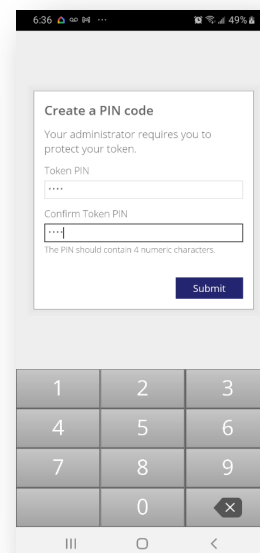 6:36 49%
Create a PIN code
Your administrator requires you to
protect your token.
Token PIN
····
Confirm Token PIN
····
The PIN should contain 4 numeric characters.
Submit
1 2 3
4 5 6
7 8 9
0